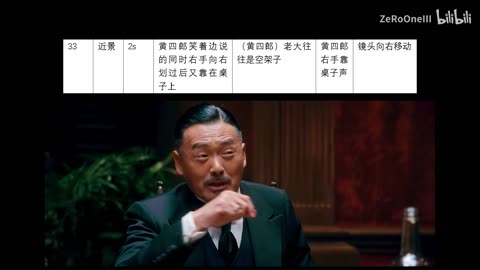 ZeRoOneIII bilibili
33 近景 2s 黄四郎笑着边说 （黄四郎）老大往 黄四郎 镜头向右移动
的同时右手向右 往是空架子 右手靠
划过后又靠在桌 桌子声
子上